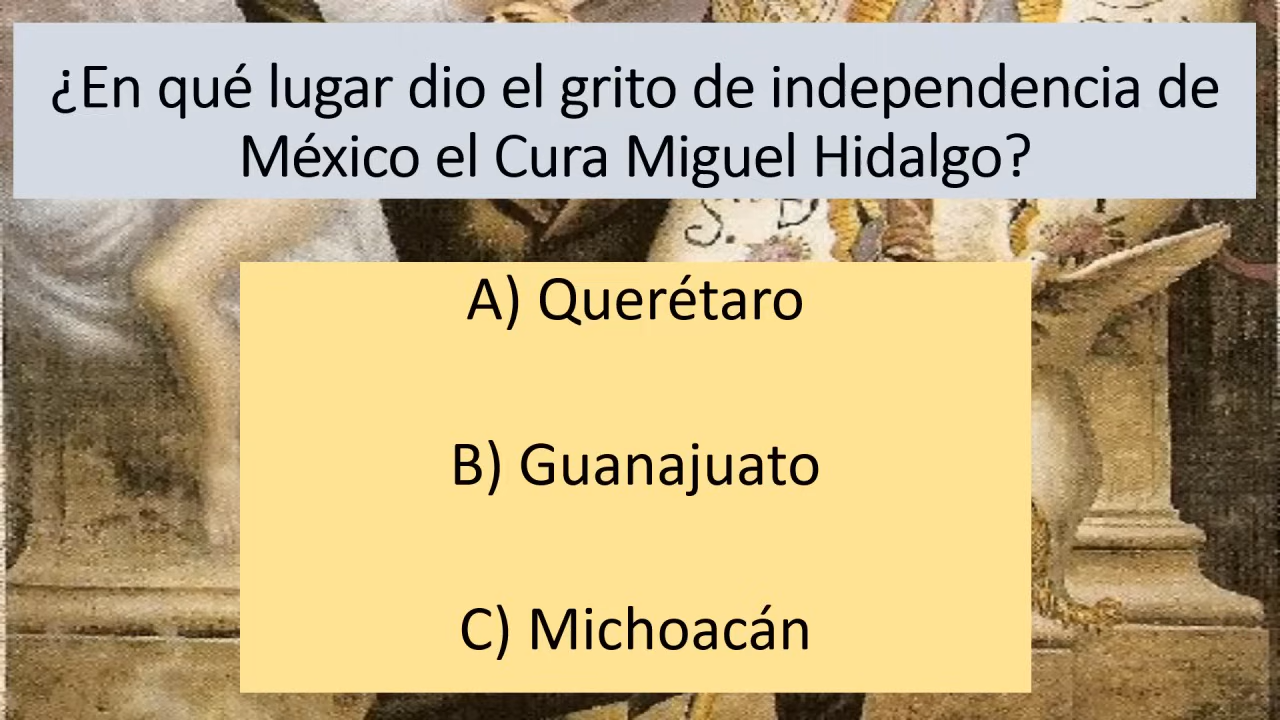 ¿En qué lugar dio el grito de independencia de
México el Cura Miguel Hidalgo?
S. B
A) Querétaro
B) Guanajuato
C) Michoacán